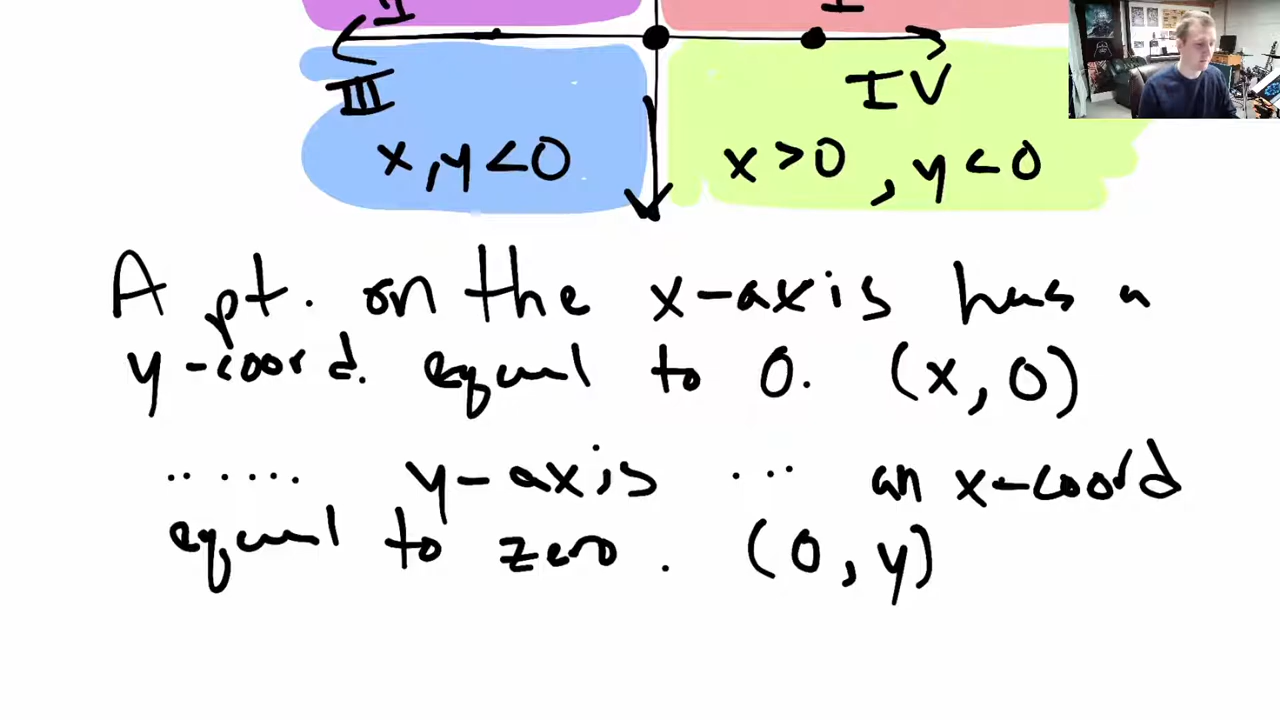 II I
III IV
x,y<0 x>0, y<0
A pt. on the x-axis has a
y-coord. equal to 0. (x,0)
...... y-axis ... an x-coord
equal to zero. (0,y)